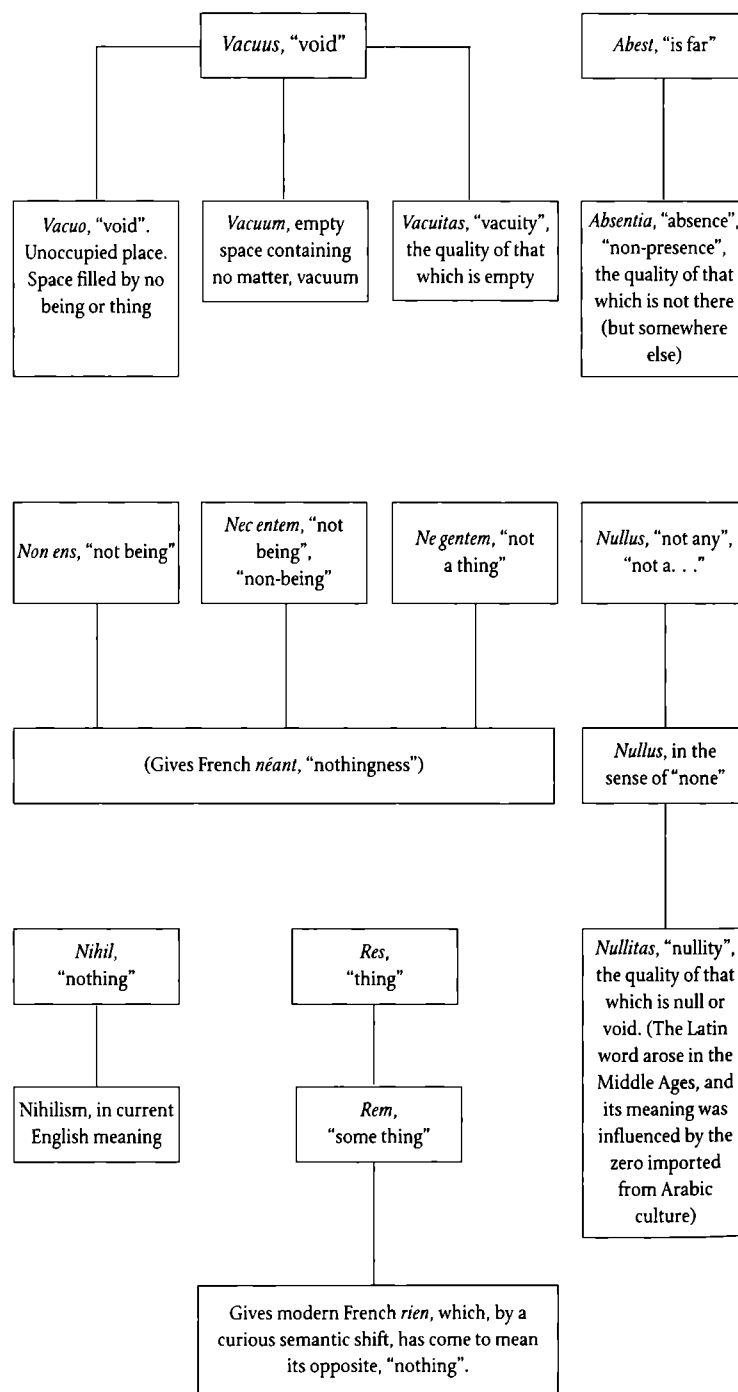 Vacuus, “void”
Abest, “is far”
Vacuo, “void”.
Unoccupied place.
Space filled by no
being or thing
Vacuum, empty
space containing
no matter, vacuum
Vacuitas, “vacuity”,
the quality of that
which is empty
Absentia, “absence”,
“non-presence”,
the quality of that
which is not there
(but somewhere
else)
Non ens, “not being”
Nec entem, “not
being”,
“non-being”
Ne gentem, “not
a thing”
Nullus, “not any”,
“not a. . .”
(Gives French néant, “nothingness”)
Nullus, in the
sense of “none”
Nihil,
“nothing”
Res,
“thing”
Nullitas, “nullity”,
the quality of that
which is null or
void. (The Latin
word arose in the
Middle Ages, and
its meaning was
influenced by the
zero imported
from Arabic
culture)
Nihilism, in current
English meaning
Rem,
“some thing”
Gives modern French rien, which, by a
curious semantic shift, has come to mean
its opposite, “nothing”.